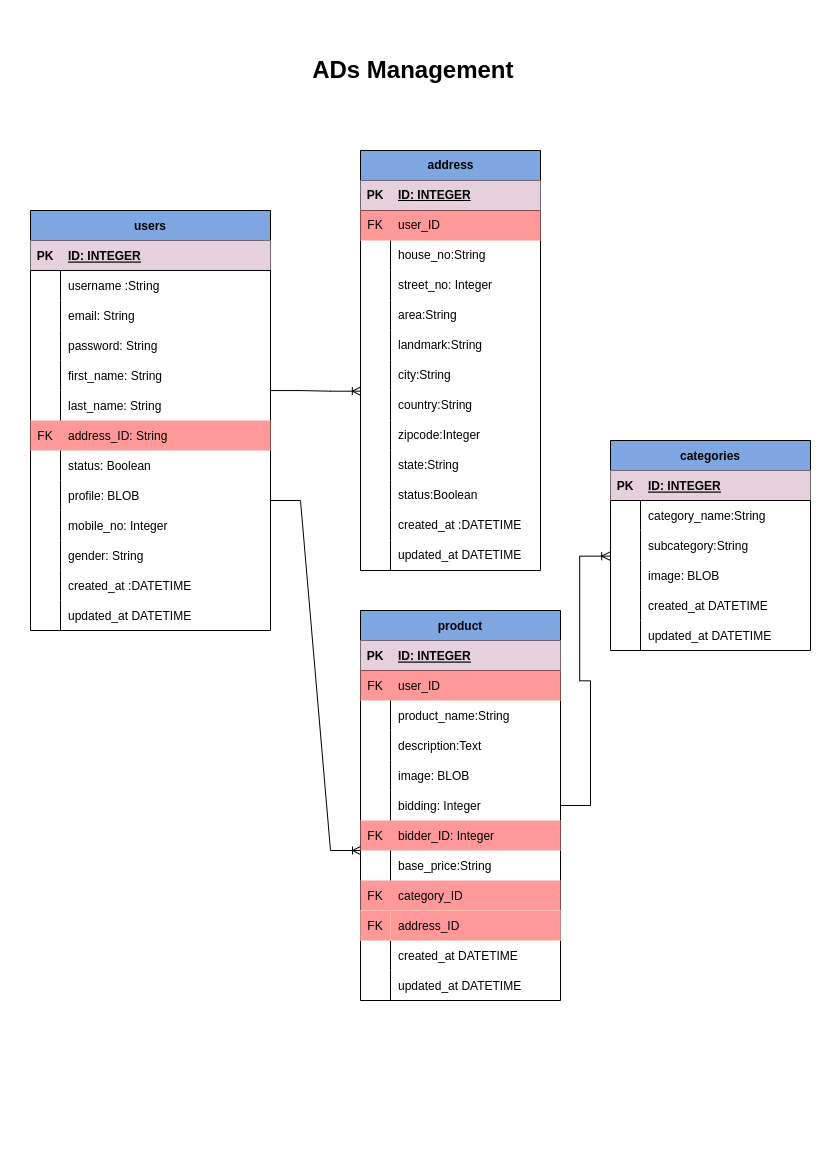 ADs Management
address
PK ID: INTEGER
FK user_ID
house_no:String
street_no: Integer
area:String
landmark:String
city:String
country:String
zipcode:Integer
state:String
status:Boolean
created_at :DATETIME
updated_at DATETIME
users
PK ID: INTEGER
username :String
email: String
password: String
first_name: String
last_name: String
FK address_ID: String
status: Boolean
profile: BLOB
mobile_no: Integer
gender: String
created_at :DATETIME
updated_at DATETIME
categories
PK ID: INTEGER
category_name:String
subcategory:String
image: BLOB
created_at DATETIME
updated_at DATETIME
product
PK ID: INTEGER
FK user_ID
product_name:String
description:Text
image: BLOB
bidding: Integer
FK bidder_ID: Integer
base_price:String
FK category_ID
FK address_ID
created_at DATETIME
updated_at DATETIME